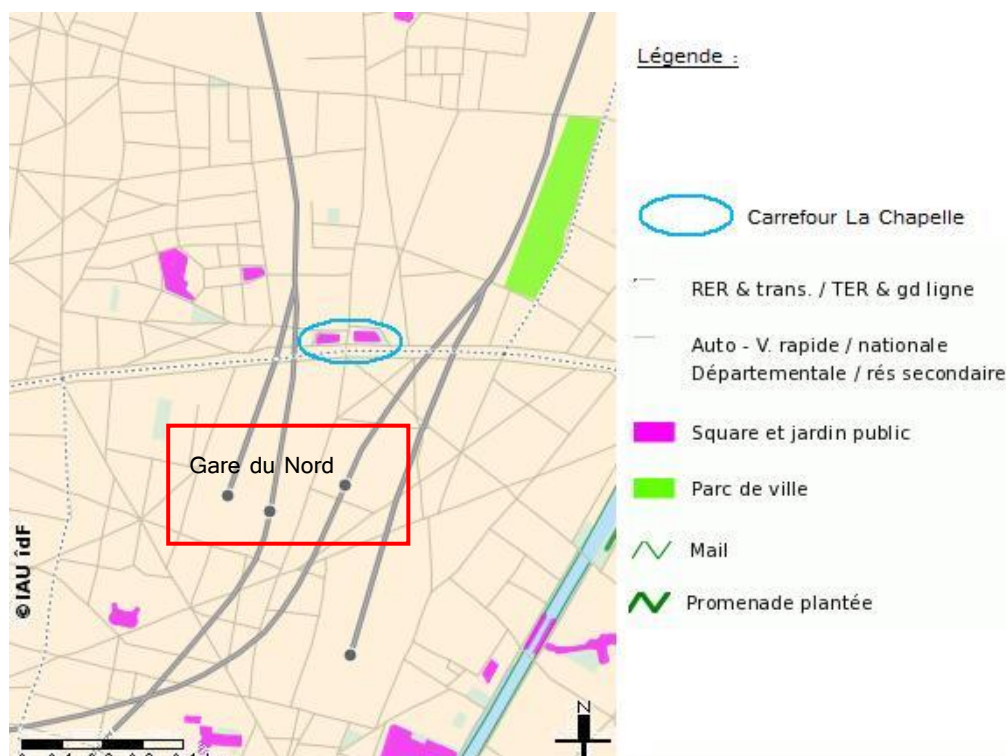 Légende :
Carrefour La Chapelle
RER & trans. / TER & gd ligne
Auto - V. rapide / nationale
Départementale / rés secondaire
Square et jardin public
Parc de ville
Mail
Promenade plantée
Gare du Nord
© IAU îdF
N